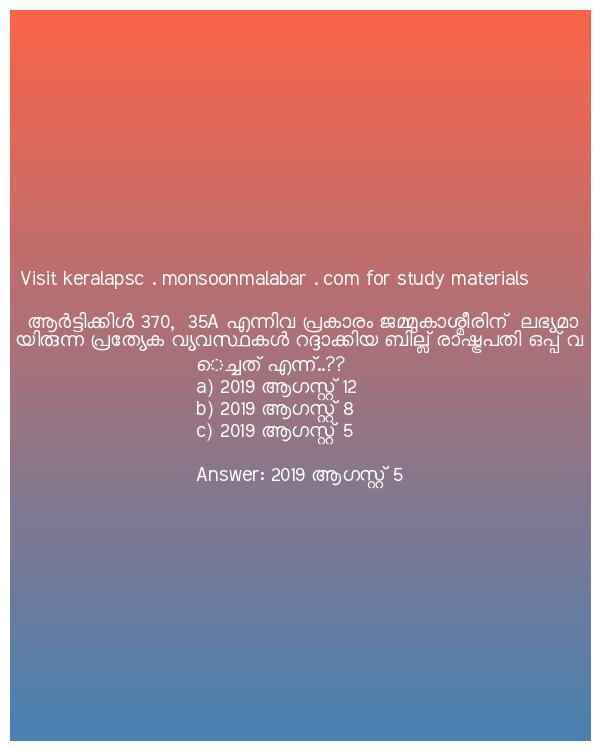 Visit keralapsc . monsoonmalabar . com for study materials
ആർട്ടിക്കിൾ 370, 35A എന്നിവ പ്രകാരം ജമ്മുകാശ്മീരിന് ലഭ്യമാ
യിരുന്ന പ്രത്യേക വ്യവസ്ഥകൾ റദ്ദാക്കിയ ബില്ല് രാഷ്ട്രപതി ഒപ്പ് വ
െച്ചത് എന്ന്..??
a) 2019 ആഗസ്റ്റ് 12
b) 2019 ആഗസ്റ്റ് 8
c) 2019 ആഗസ്റ്റ് 5
Answer: 2019 ആഗസ്റ്റ് 5